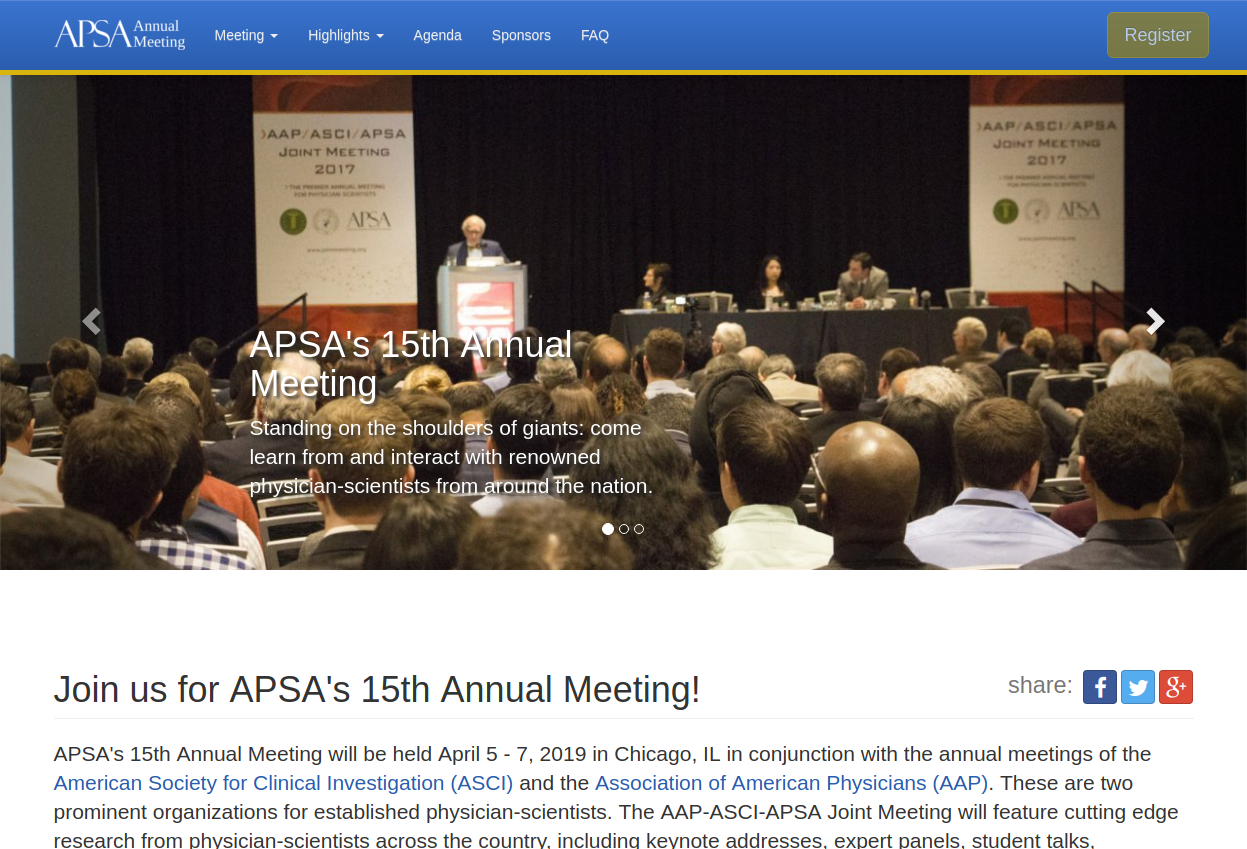 APSA Annual
Meeting
Meeting
Highlights
Agenda
Sponsors
FAQ
Register
AAP/ASCI/APSA
JOINT MEETING
2017
THE PREMIER ANNUAL MEETING
FOR PHYSICIAN-SCIENTISTS
APSA
www.jointmeeting.org
AAP/ASCI/APSA
JOINT MEETING
2017
THE PREMIER ANNUAL MEETING
FOR PHYSICIAN-SCIENTISTS
APSA
www.jointmeeting.org
APSA's 15th Annual
Meeting
Standing on the shoulders of giants: come
learn from and interact with renowned
physician-scientists from around the nation.
Join us for APSA's 15th Annual Meeting!
share:
APSA's 15th Annual Meeting will be held April 5 - 7, 2019 in Chicago, IL in conjunction with the annual meetings of the
American Society for Clinical Investigation (ASCI) and the Association of American Physicians (AAP). These are two
prominent organizations for established physician-scientists. The AAP-ASCI-APSA Joint Meeting will feature cutting edge
research from physician-scientists across the country, including keynote addresses, expert panels, student talks,